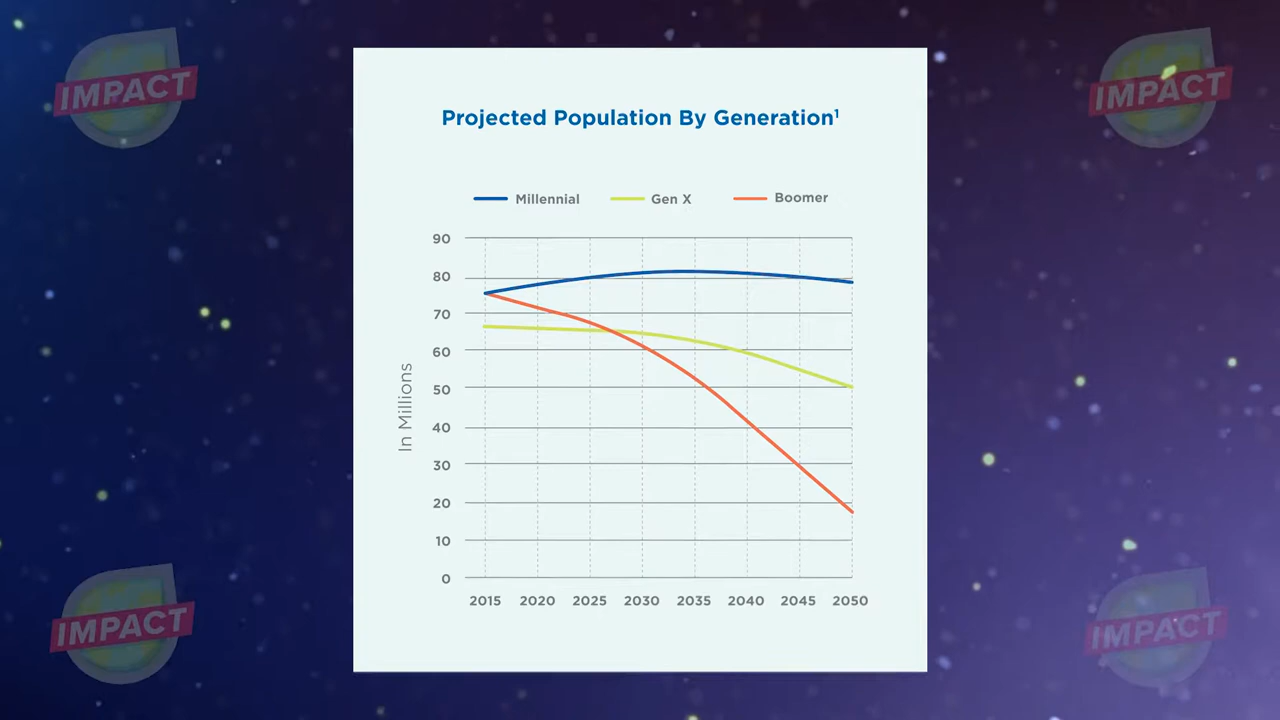 IMPACT
IMPACT
Projected Population By Generation¹
Millennial Gen X Boomer
90
80
70
60
50
40
30
20
10
0
In Millions
2015 2020 2025 2030 2035 2040 2045 2050
IMPACT
IMPACT